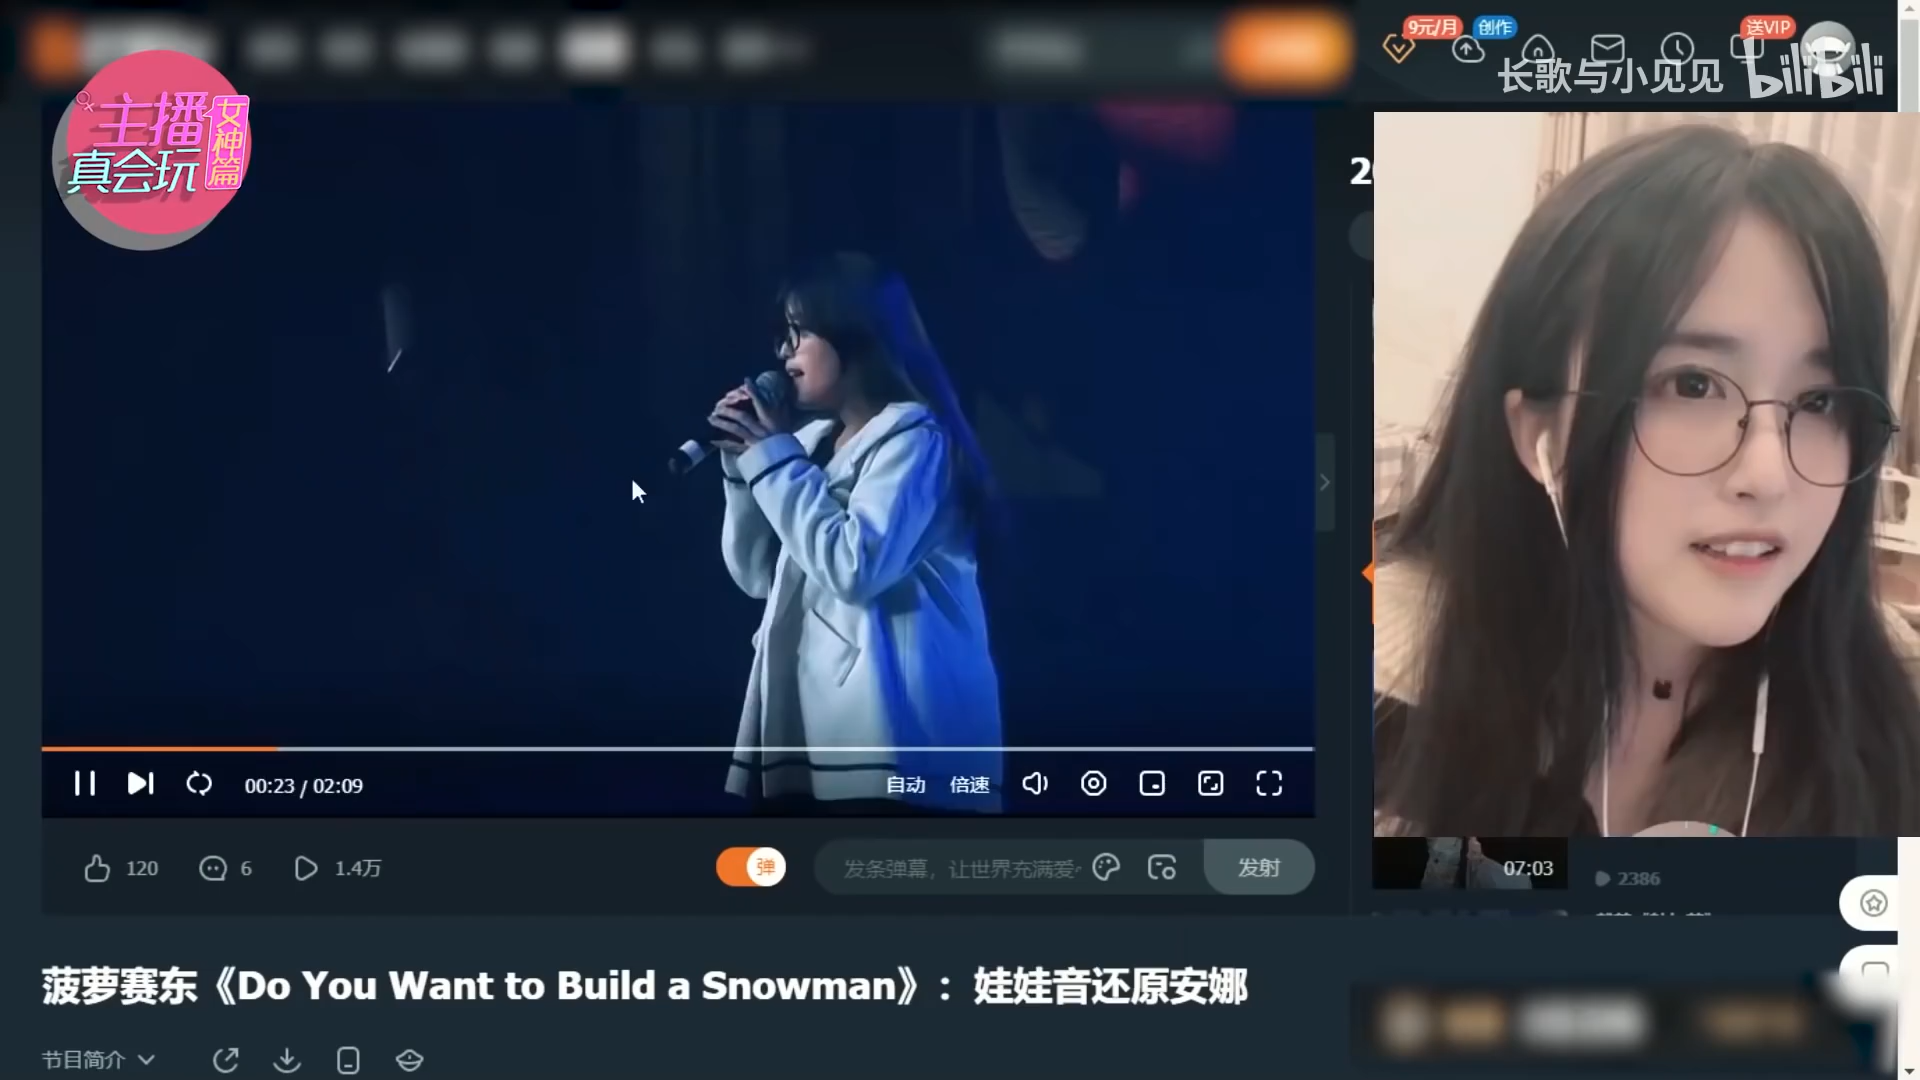 9元/月
创作
送VIP
长歌与小见见 bilibili
主播
真会玩
女神篇
00:23 / 02:09
自动
倍速
120
6
1.4万
弹
发条弹幕，让世界充满爱~
发射
07:03
2386
菠萝赛东《Do You Want to Build a Snowman》：娃娃音还原安娜
节目简介